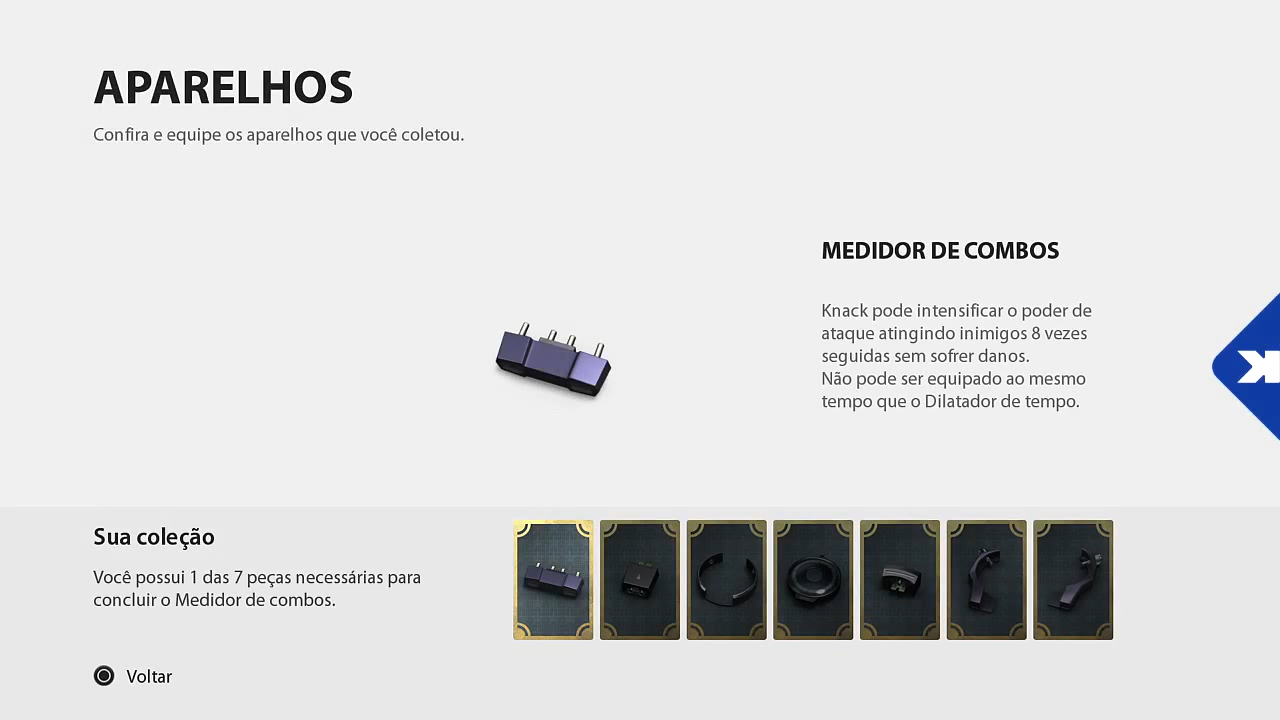 APARELHOS
Confira e equipe os aparelhos que você coletou.
MEDIDOR DE COMBOS
Knack pode intensificar o poder de
ataque atingindo inimigos 8 vezes
seguidas sem sofrer danos.
Não pode ser equipado ao mesmo
tempo que o Dilatador de tempo.
Sua coleção
Você possui 1 das 7 peças necessárias para
concluir o Medidor de combos.
Voltar